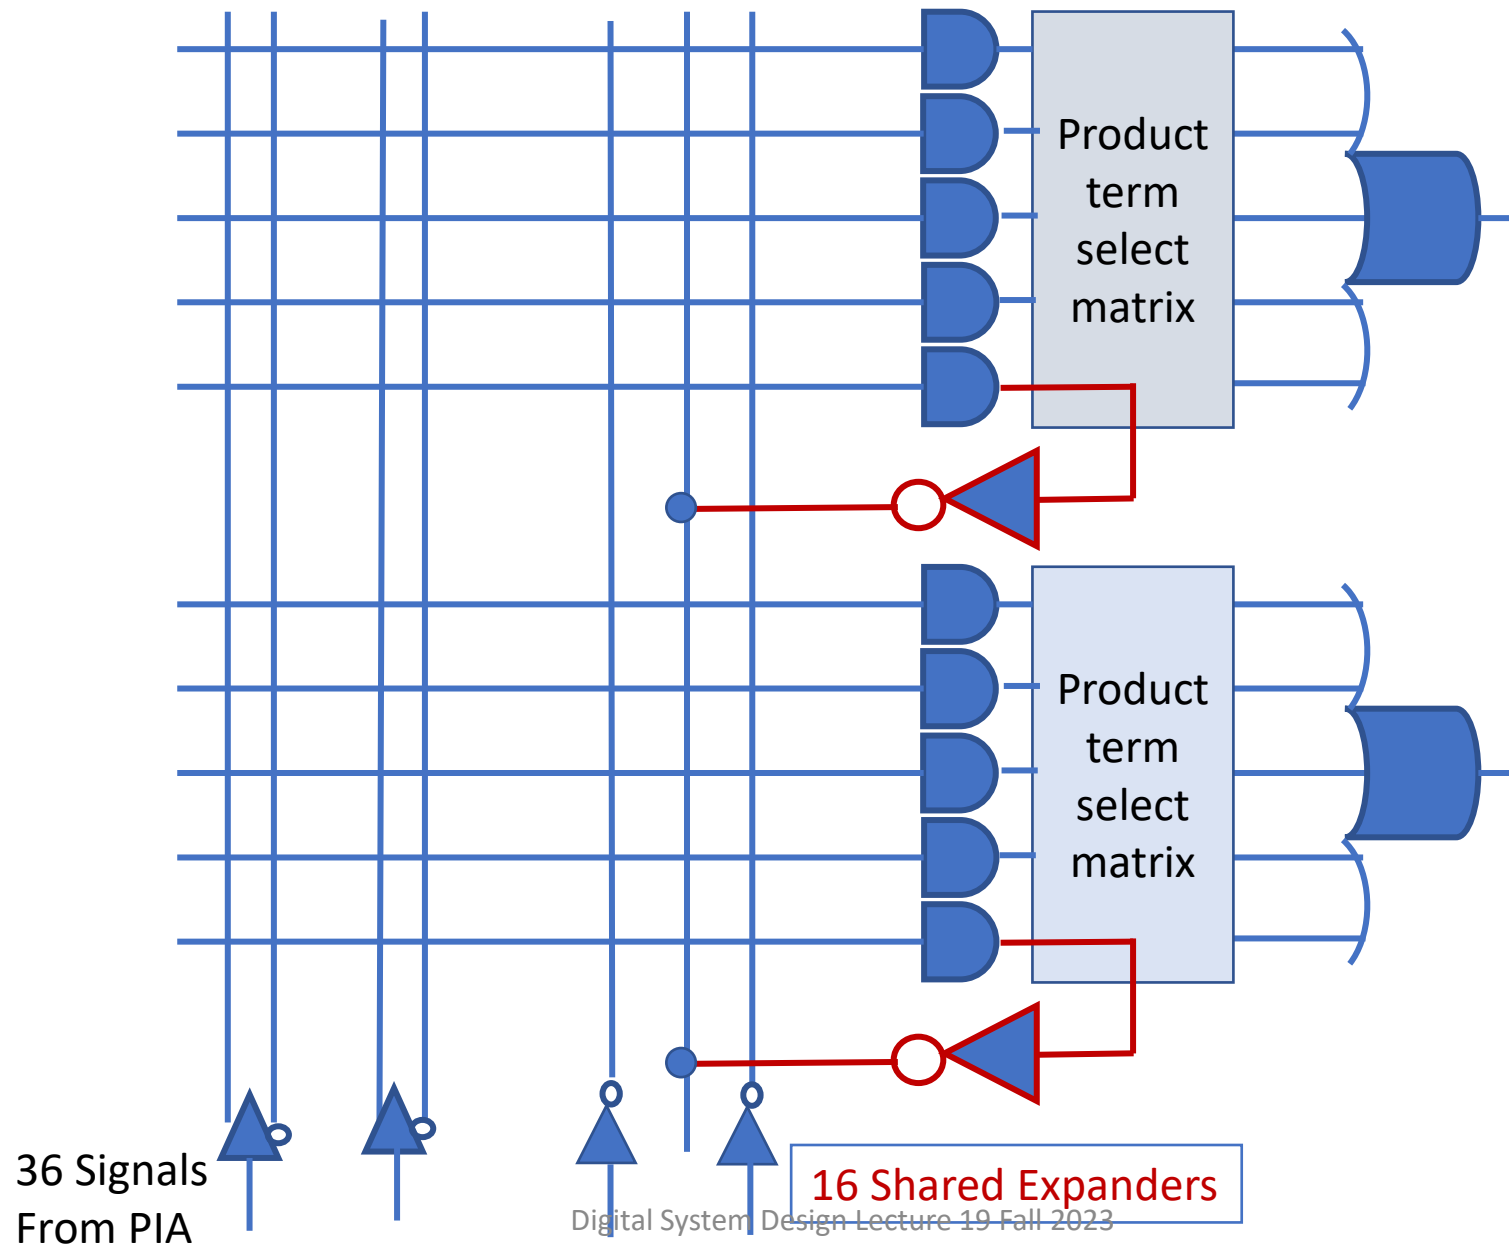 Product
term
select
matrix
Product
term
select
matrix
36 Signals
From PIA
16 Shared Expanders
Digital System Design Lecture 19 Fall 2023